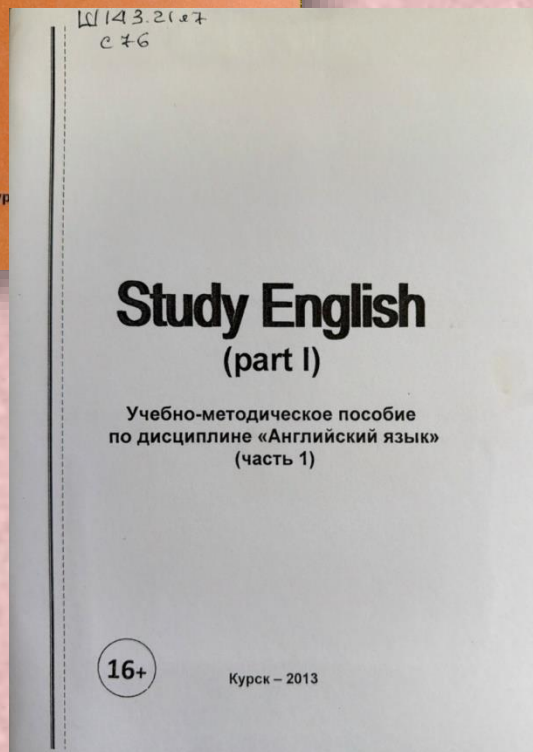 Ш143.21я7
С76
Study English
(part I)
Учебно-методическое пособие
по дисциплине «Английский язык»
(часть 1)
16+
Курск – 2013